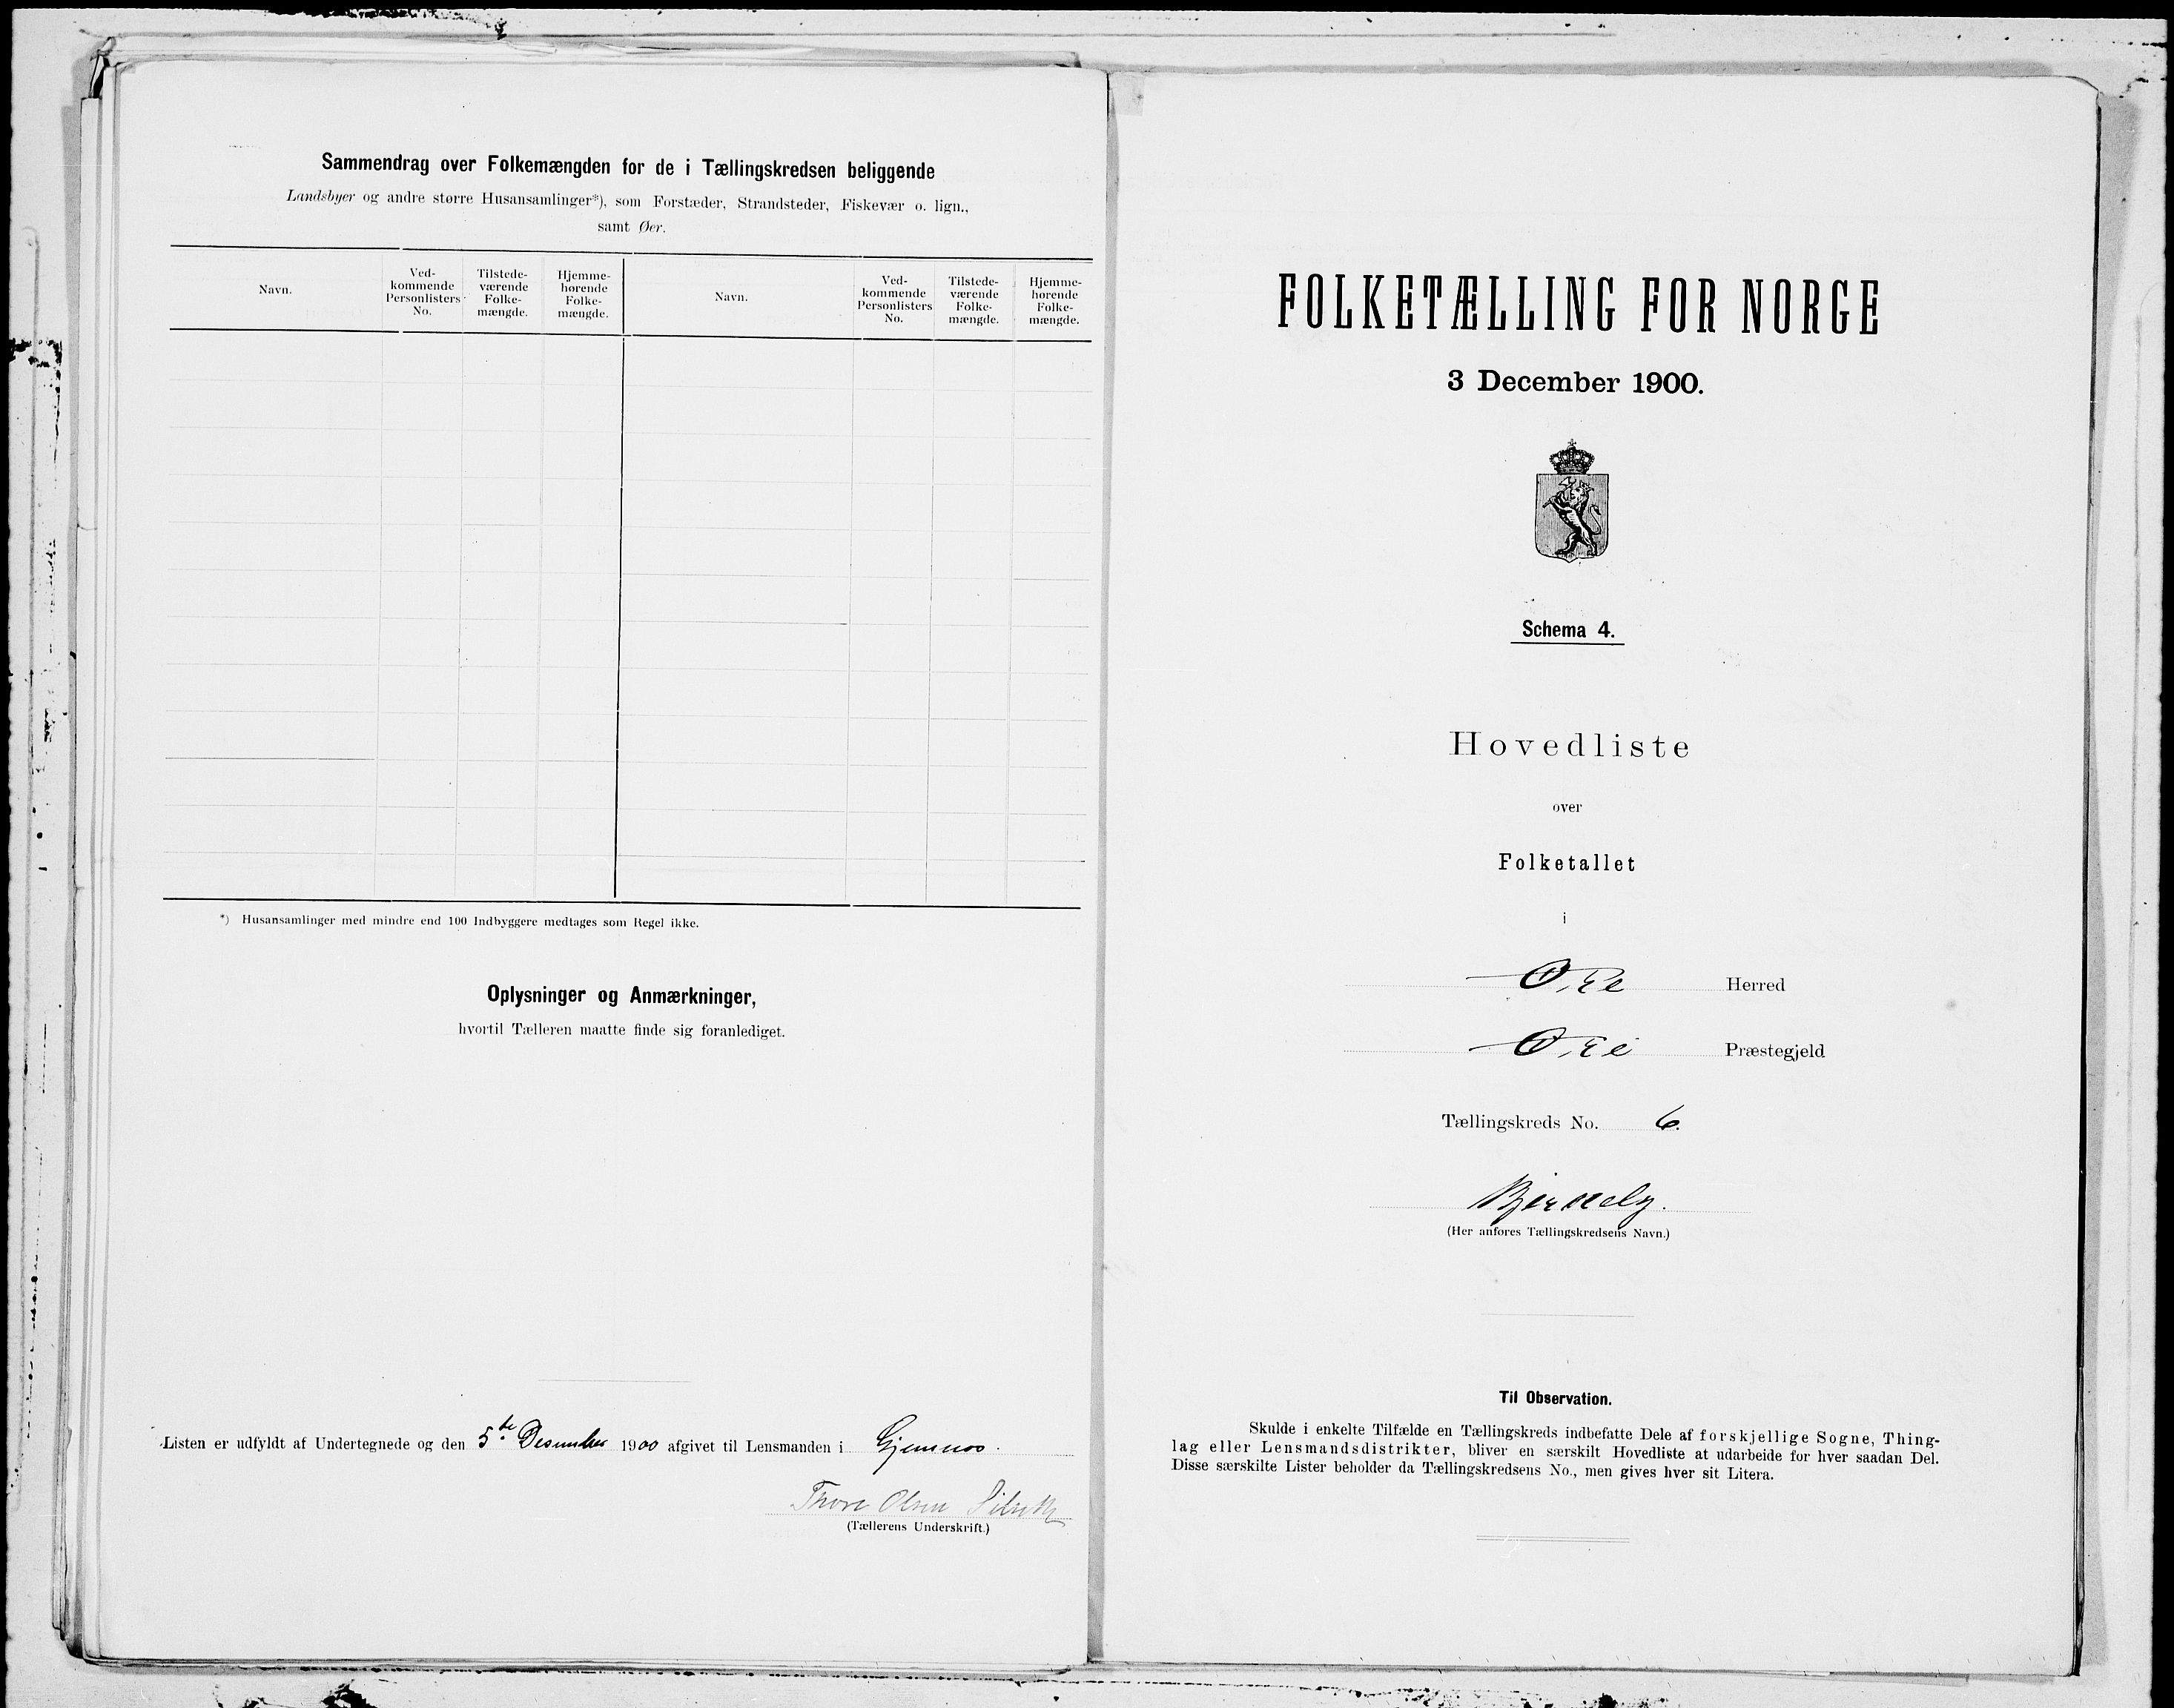 Sammendrag over Folkemængden for de i Tællingskredsen beliggende
Landsbyer og andre større Husansamlinger*), som Forstæder, Strandsteder, Fiskevær o. lign.,
samt Øer.
Navn.
Ved-
kommende
Personlisters
No.
Tilstede-
værende
Folke-
mængde.
Hjemme-
hørende
Folke-
mængde.
Navn.
Ved-
kommende
Personlisters
No.
Tilstede-
værende
Folke-
mængde.
Hjemme-
hørende
Folke-
mængde.
*) Husansamlinger med mindre end 100 Indbyggere medtages som Regel ikke.
Oplysninger og Anmærkninger,
hvortil Tælleren maatte finde sig foranlediget.
Listen er udfyldt af Undertegnede og den 5te Desember 1900 afgivet til Lensmanden i Gjemnes.
Thore Olsen
(Tællerens Underskrift.)
FOLKETÆLLING FOR NORGE
3 December 1900.
Schema 4.
Hovedliste
over
Folketallet
i
Øre Herred
Øre Præstegjeld
Tællingskreds No. 6.
(Her anføres Tællingskredsens Navn.)
Til Observation.
Skulde i enkelte Tilfælde en Tællingskreds indbefatte Dele af forskjellige Sogne, Thing-
lag eller Lensmandsdistrikter, bliver en særskilt Hovedliste at udarbeide for hver saadan Del.
Disse særskilte Lister beholder da Tællingskredsens No., men gives hver sit Litera.